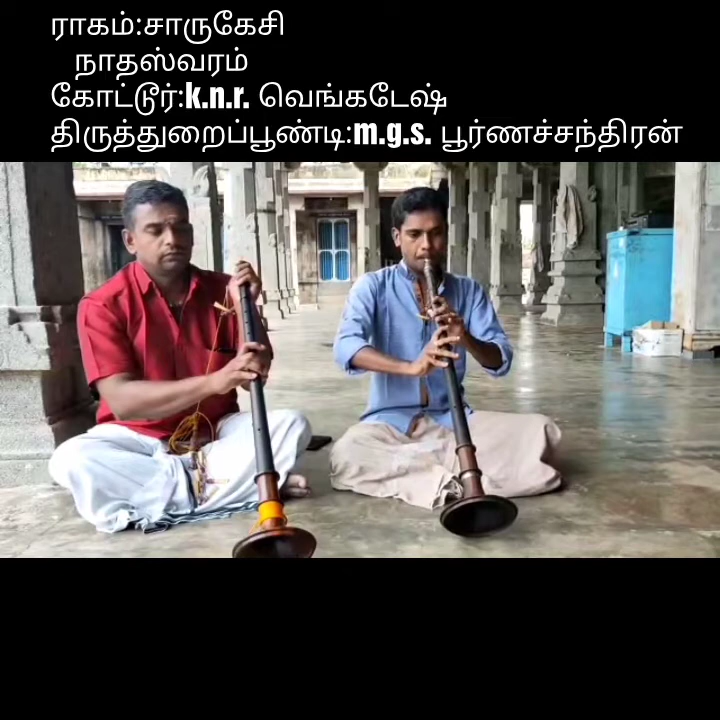 ராகம்:சாருகேசி
நாதஸ்வரம்
கோட்டூர்:k.n.r. வெங்கடேஷ்
திருத்துறைப்பூண்டி:m.g.s. பூர்ணச்சந்திரன்